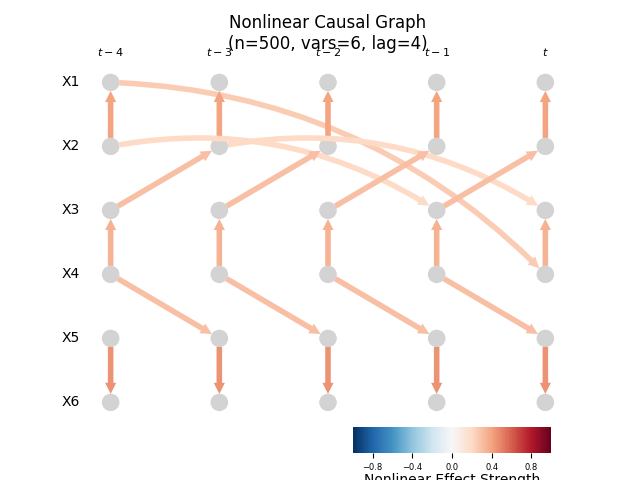 Nonlinear Causal Graph
(n=500, vars=6, lag=4)
t − 4 t − 3 t − 2 t − 1 t
X1
X2
X3
X4
X5
X6
−0.8 −0.4 0.0 0.4 0.8
Nonlinear Effect Strength